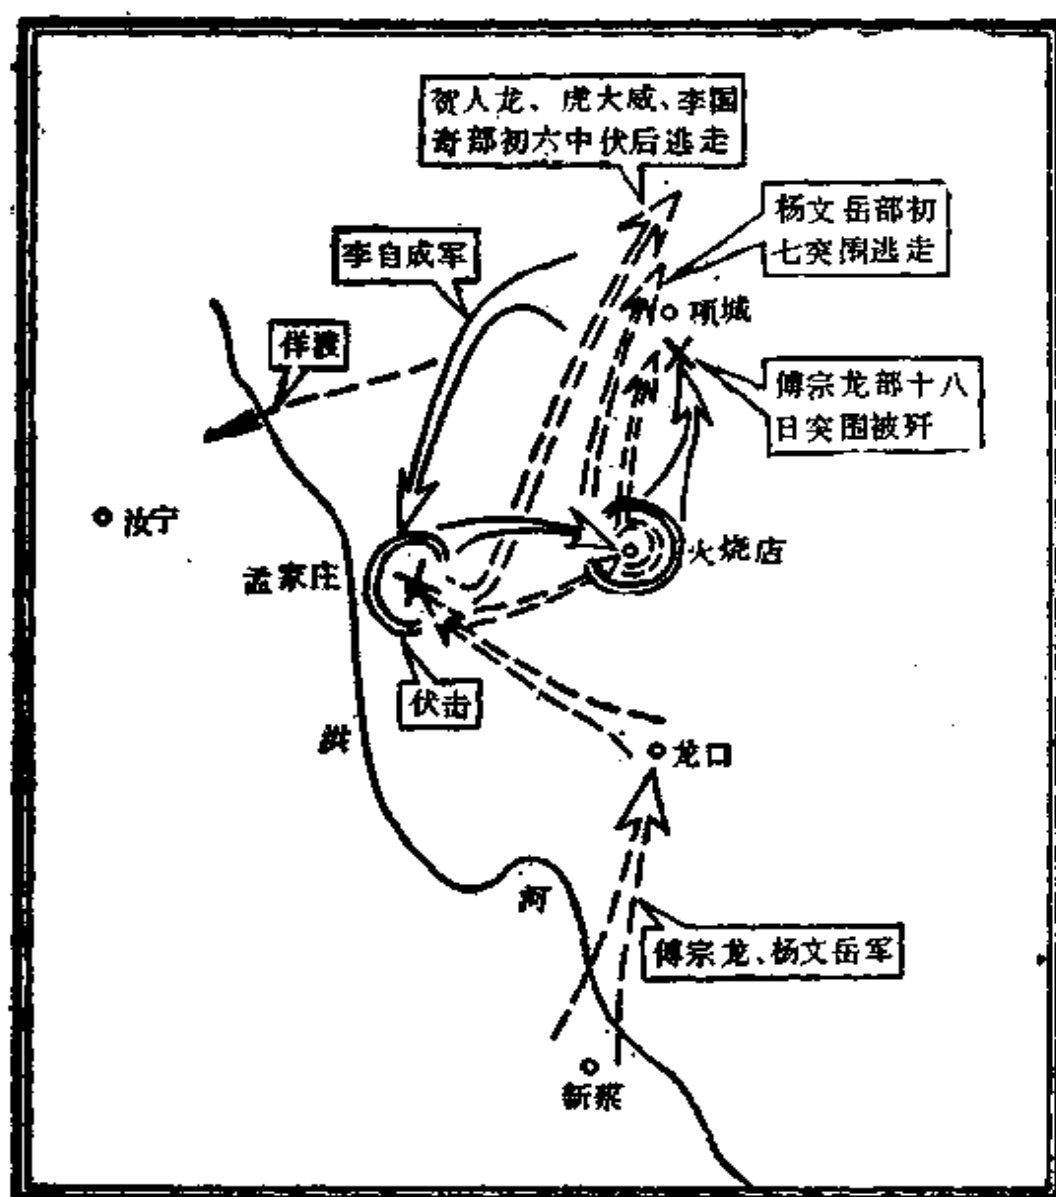 贺人龙、虎大威、李国
奇部初六中伏后逃走
杨文岳部初
七突围逃走
李自成军
项城
佯渡
傅宗龙部十八
日突围被歼
汝宁
火烧店
孟家庄
伏击
洪
龙口
河
傅宗龙、杨文岳军
新蔡